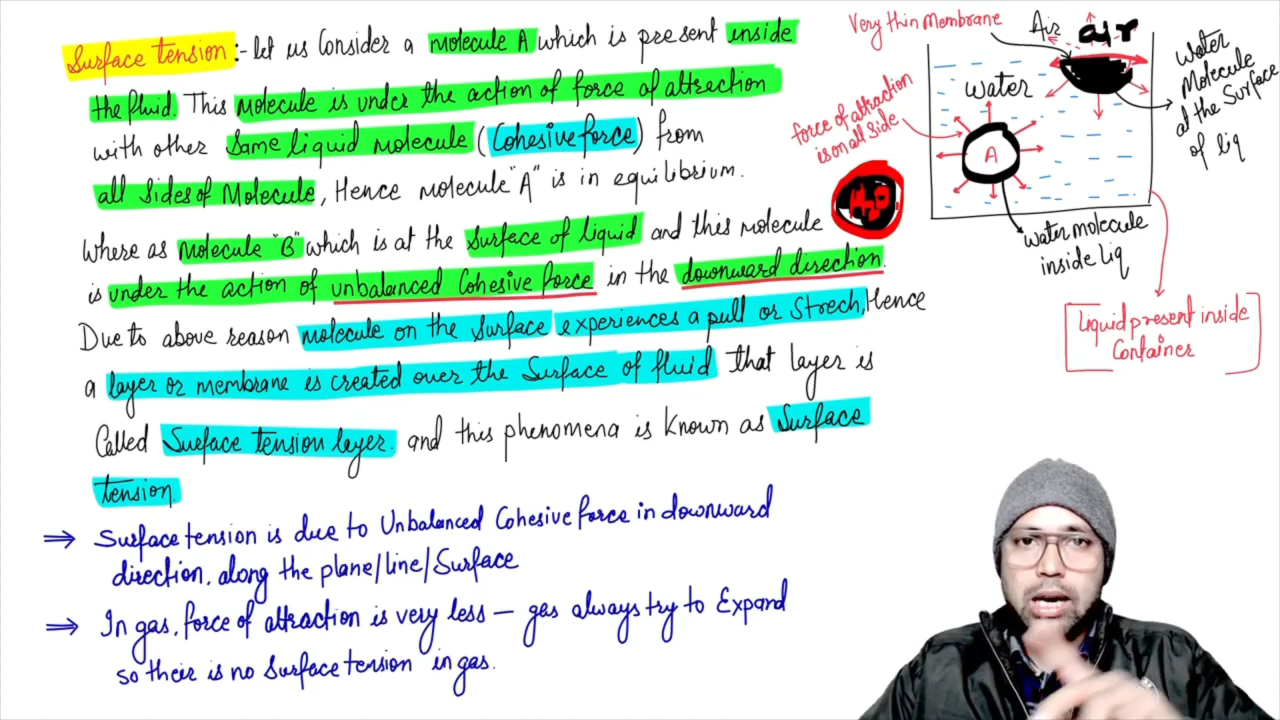 Surface tension :- let us Consider a molecule A which is present inside
the fluid. This molecule is under the action of force of attraction
with other Same liquid molecule (Cohesive force) from
all Sides of Molecule, Hence molecule "A" is in equilibrium.
Where as molecule "B" which is at the Surface of liquid and this molecule
is under the action of unbalanced Cohesive force in the downward direction.
Due to above reason molecule on the Surface experiences a pull or Strech, Hence
a layer or membrane is created over the Surface of fluid that layer is
Called Surface tension layer. and this phenomena is known as Surface
tension.
⇒ Surface tension is due to Unbalanced Cohesive force in downward
direction, along the plane/line/Surface
⇒ In gas, force of attraction is very less – gas always try to Expand
so their is no Surface tension in gas.
Very thin Membrane
Air
air
water
Molecule
at the Surface
of liq
water
force of attraction
is on all Side
A
H2O
water molecule
inside Liq
Liquid present inside
Container